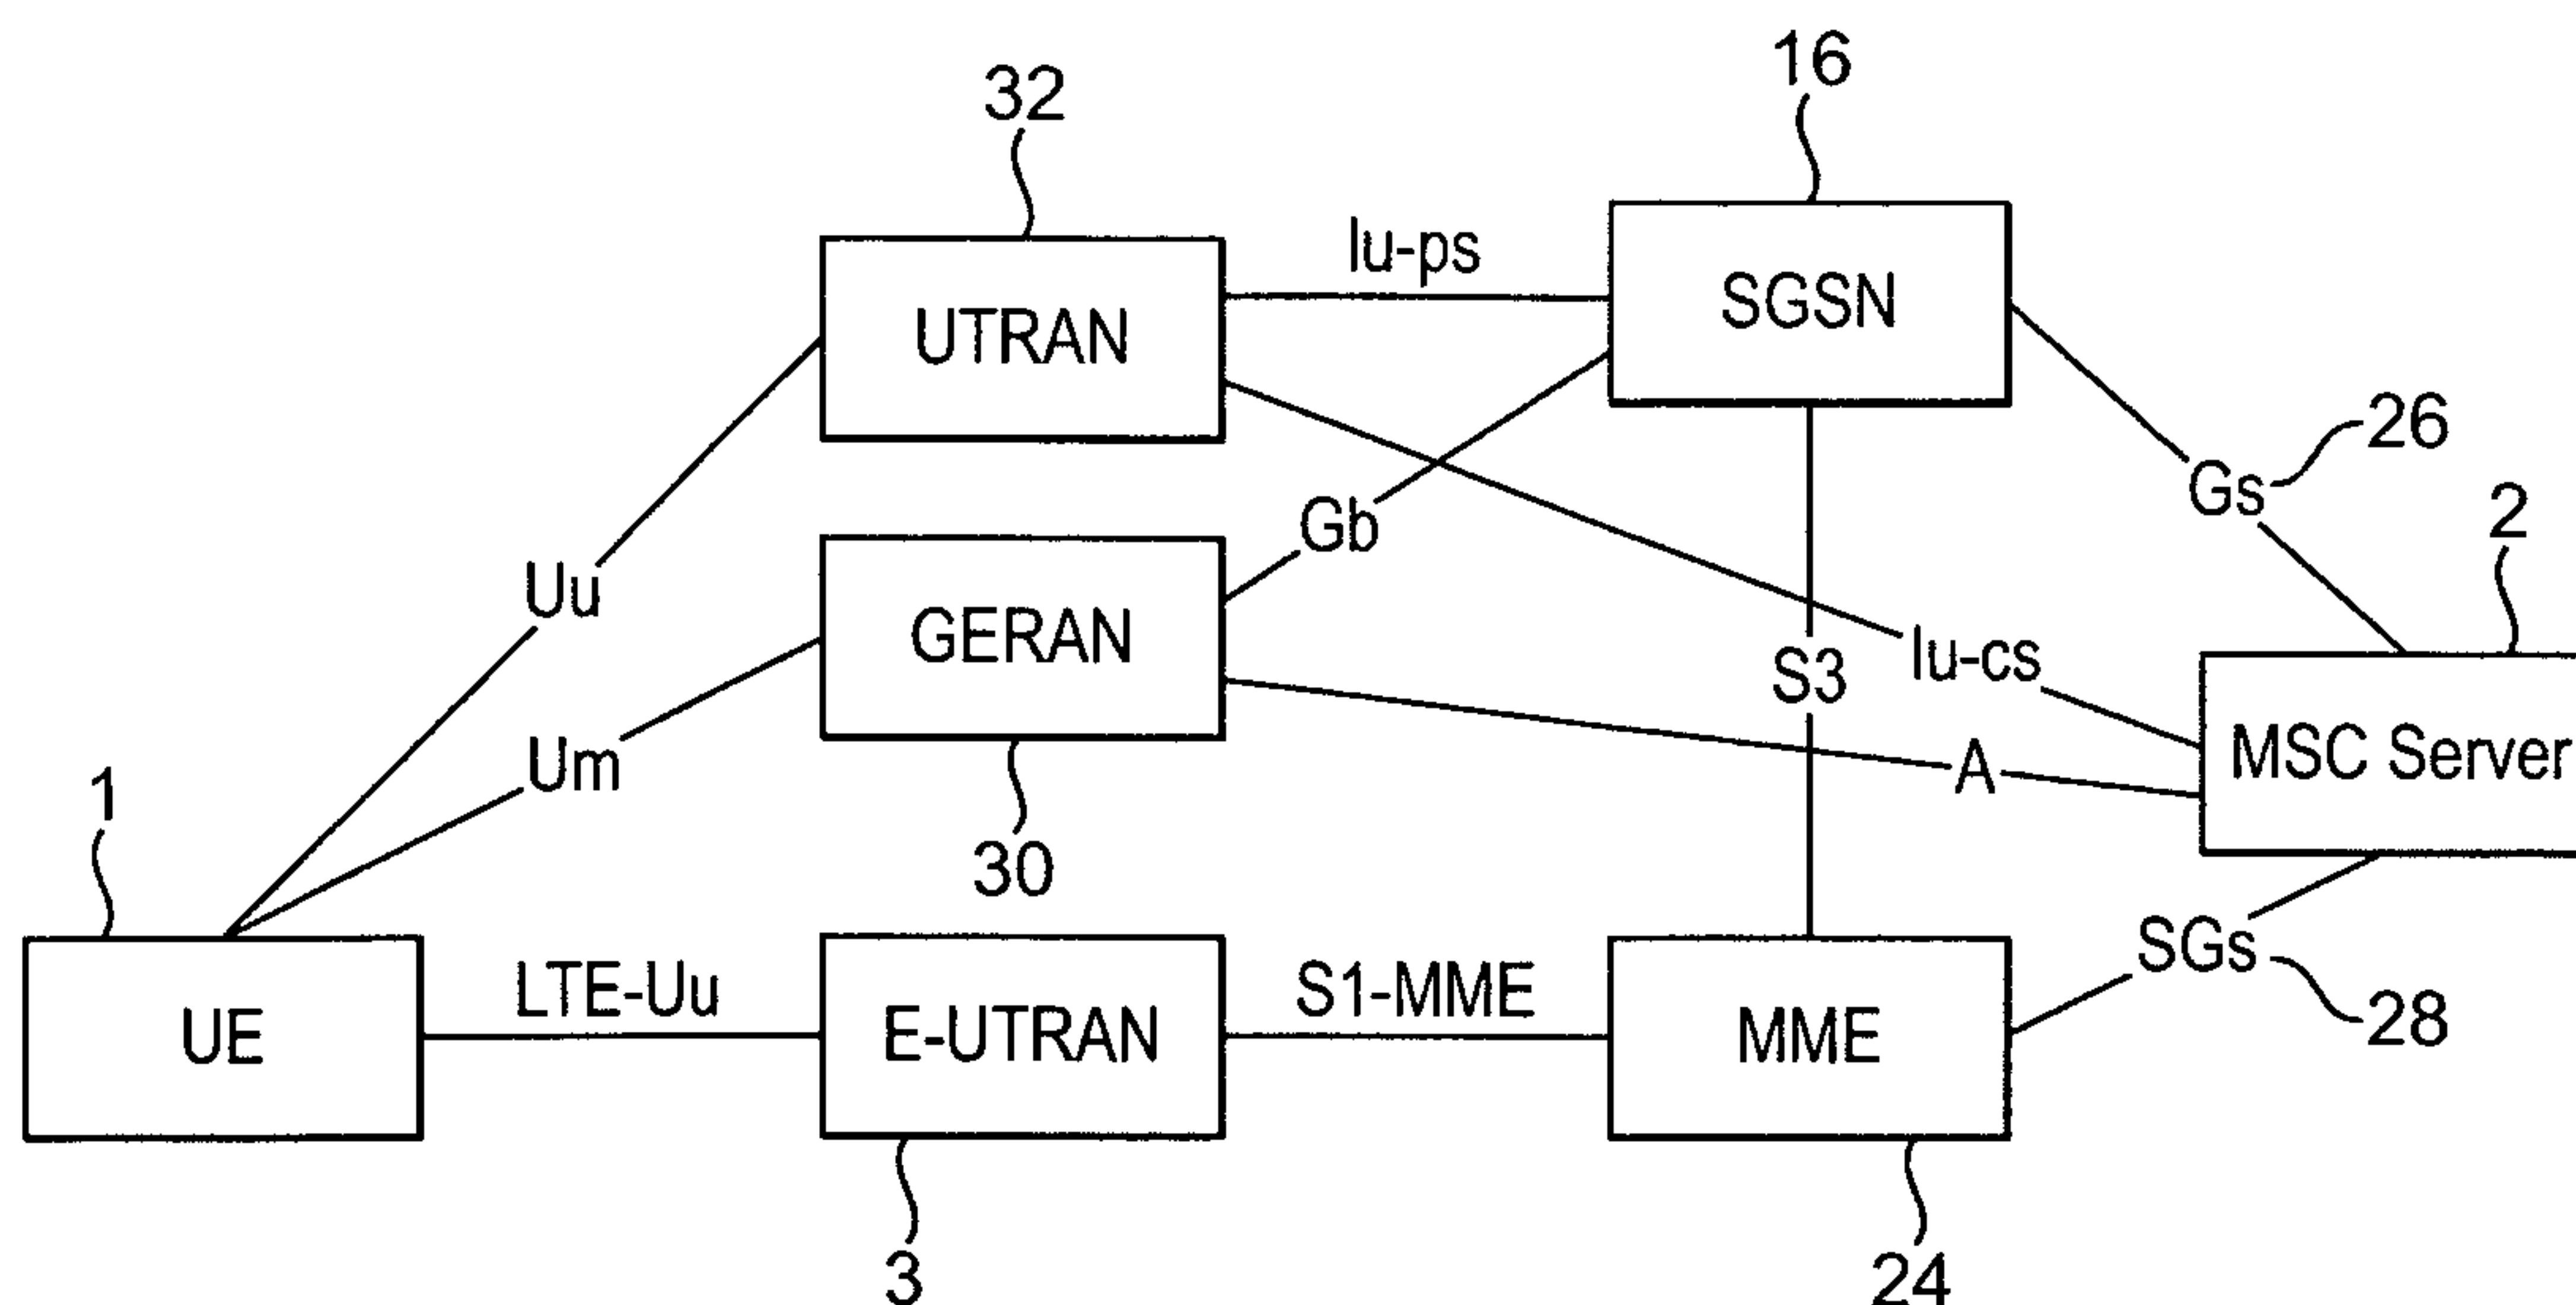 16
32
Iu-ps
SGSN
UTRAN
26
Gs
2
Gb
Uu
GERAN
Iu-cs
S3
MSC Server
Um
A
1
30
SGs
LTE-Uu
S1-MME
28
UE
E-UTRAN
MME
3
24